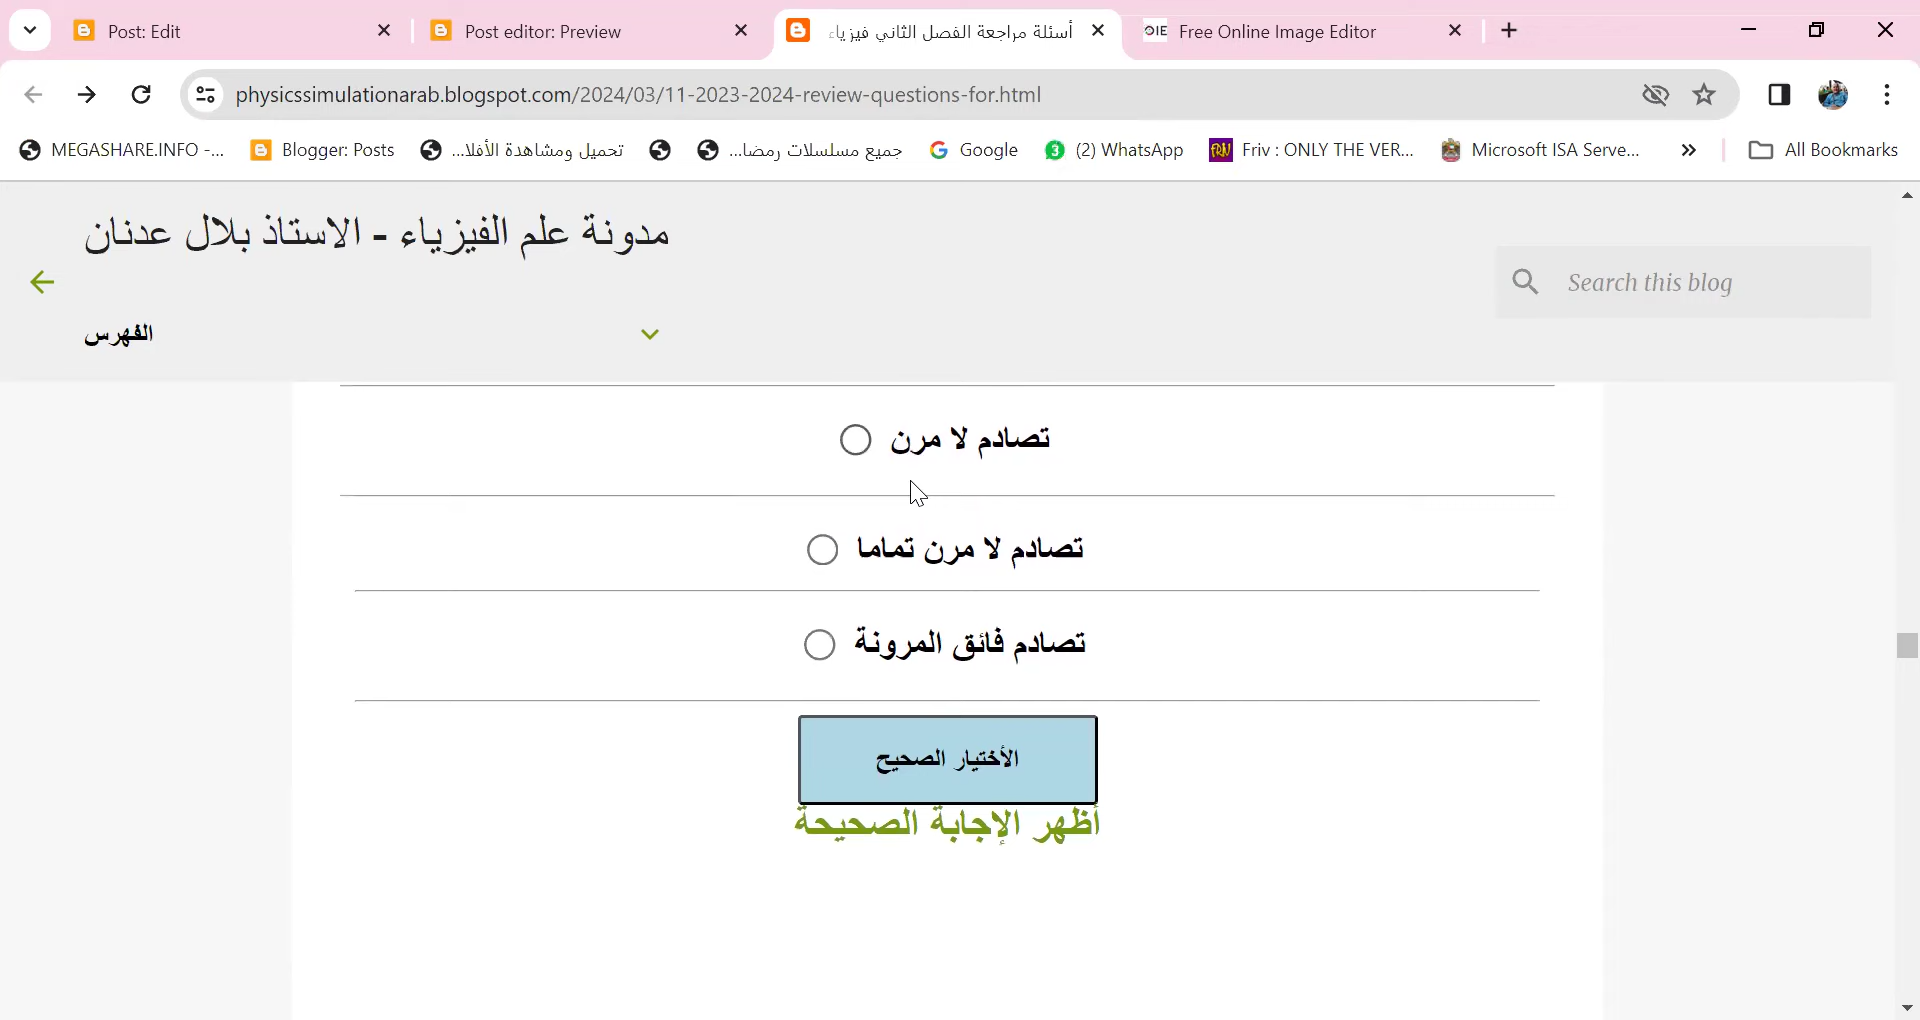 Post: Edit
Post editor: Preview
أسئلة مراجعة الفصل الثاني فيزياء
Free Online Image Editor
physicssimulationarab.blogspot.com/2024/03/11-2023-2024-review-questions-for.html
MEGASHARE.INFO -...
Blogger: Posts
تحميل ومشاهدة الأفلا...
جميع مسلسلات رمضا...
Google
(2) WhatsApp
Friv : ONLY THE VER...
Microsoft ISA Serve...
All Bookmarks
مدونة علم الفيزياء - الاستاذ بلال عدنان
Search this blog
الفهرس
تصادم لا مرن
تصادم لا مرن تماما
تصادم فائق المرونة
الأختيار الصحيح
أظهر الإجابة الصحيحة